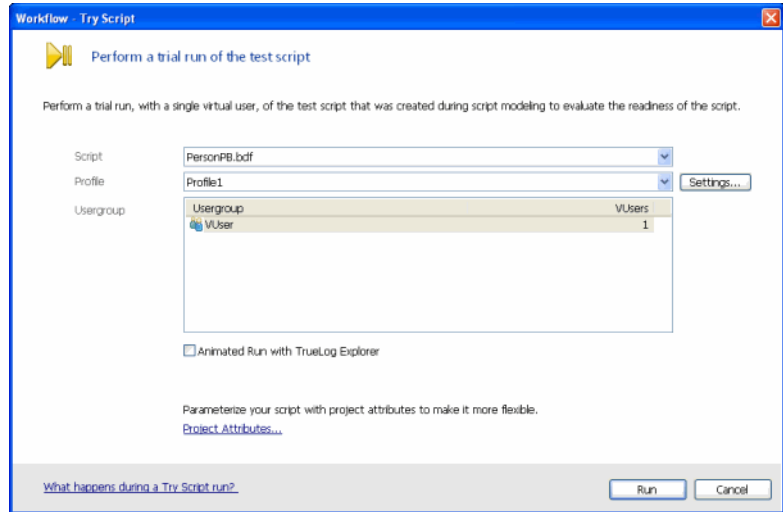 Workflow - Try Script
Perform a trial run of the test script
Perform a trial run, with a single virtual user, of the test script that was created during script modeling to evaluate the readiness of the script.
Script PersonPB.bdf
Profile Profile1 Settings...
Usergroup Usergroup VUsers
VUser 1
Animated Run with TrueLog Explorer
Parameterize your script with project attributes to make it more flexible.
Project Attributes...
What happens during a Try Script run? Run Cancel